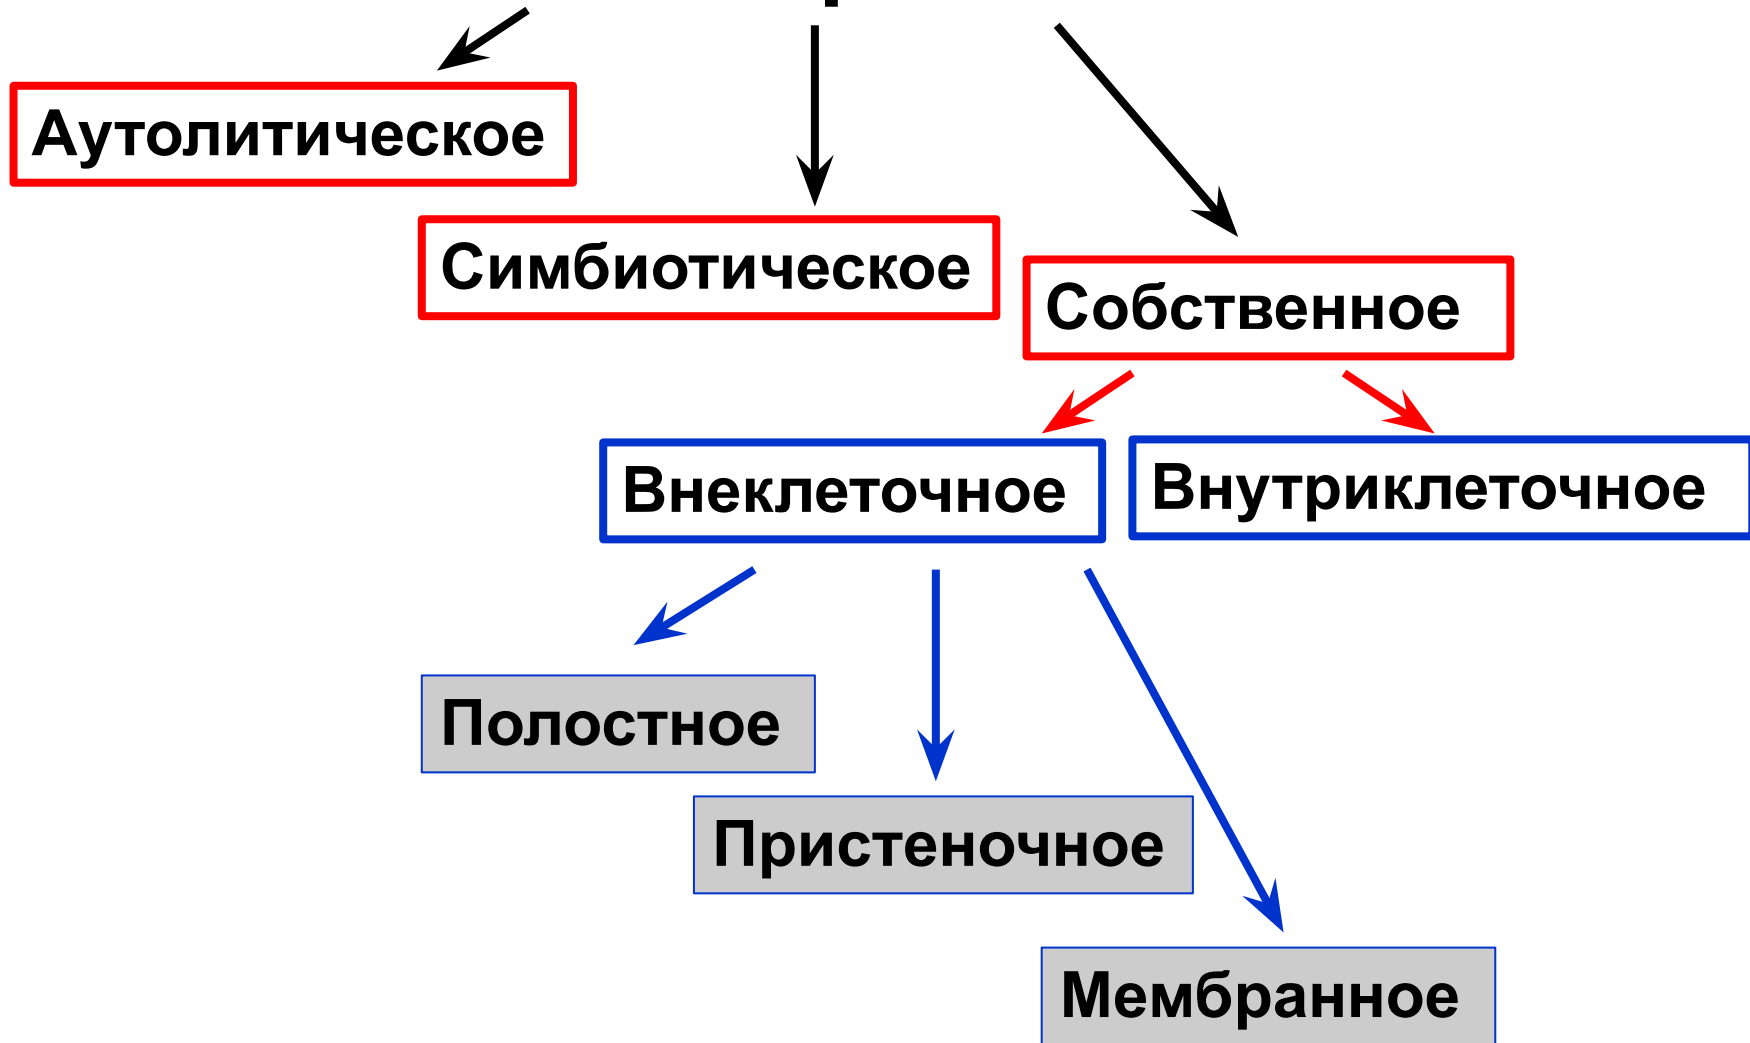 Аутолитическое
Симбиотическое
Собственное
Внеклеточное
Внутриклеточное
Полостное
Пристеночное
Мембранное